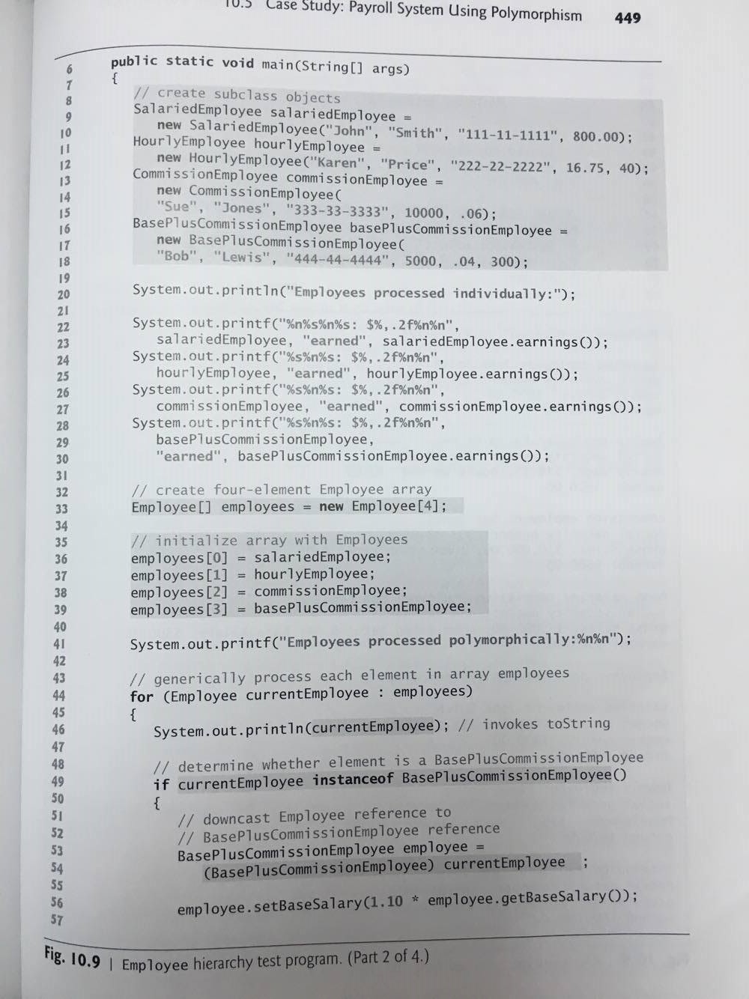 10.5 Case Study: Payroll System Using Polymorphism 449
6 public static void main(String[] args)
7 {
8 // create subclass objects
9 SalariedEmployee salariedEmployee =
10 new SalariedEmployee("John", "Smith", "111-11-1111", 800.00);
11 HourlyEmployee hourlyEmployee =
12 new HourlyEmployee("Karen", "Price", "222-22-2222", 16.75, 40);
13 CommissionEmployee commissionEmployee =
14 new CommissionEmployee(
15 "Sue", "Jones", "333-33-3333", 10000, .06);
16 BasePlusCommissionEmployee basePlusCommissionEmployee =
17 new BasePlusCommissionEmployee(
18 "Bob", "Lewis", "444-44-4444", 5000, .04, 300);
19
20 System.out.println("Employees processed individually:");
21
22 System.out.printf("%n%s%n%s: $%,.2f%n%n",
23 salariedEmployee, "earned", salariedEmployee.earnings());
24 System.out.printf("%s%n%s: $%,.2f%n%n",
25 hourlyEmployee, "earned", hourlyEmployee.earnings());
26 System.out.printf("%s%n%s: $%,.2f%n%n",
27 commissionEmployee, "earned", commissionEmployee.earnings());
28 System.out.printf("%s%n%s: $%,.2f%n%n",
29 basePlusCommissionEmployee,
30 "earned", basePlusCommissionEmployee.earnings());
31
32 // create four-element Employee array
33 Employee[] employees = new Employee[4];
34
35 // initialize array with Employees
36 employees[0] = salariedEmployee;
37 employees[1] = hourlyEmployee;
38 employees[2] = commissionEmployee;
39 employees[3] = basePlusCommissionEmployee;
40
41 System.out.printf("Employees processed polymorphically:%n%n");
42
43 // generically process each element in array employees
44 for (Employee currentEmployee : employees)
45 {
46 System.out.println(currentEmployee); // invokes toString
47
48 // determine whether element is a BasePlusCommissionEmployee
49 if currentEmployee instanceof BasePlusCommissionEmployee()
50 {
51 // downcast Employee reference to
52 // BasePlusCommissionEmployee reference
53 BasePlusCommissionEmployee employee =
54 (BasePlusCommissionEmployee) currentEmployee ;
55
56 employee.setBaseSalary(1.10 * employee.getBaseSalary());
57
Fig. 10.9 | Employee hierarchy test program. (Part 2 of 4.)